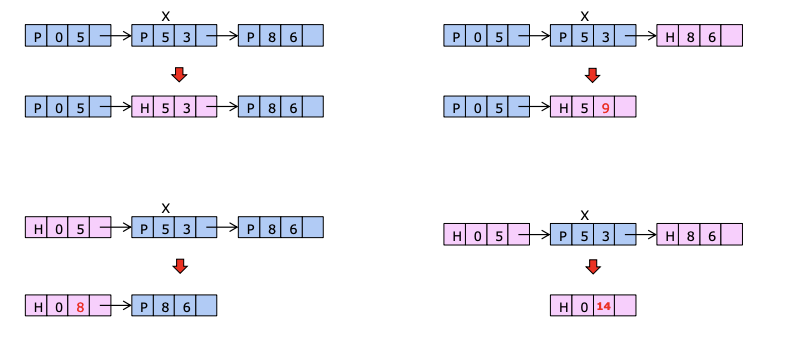 X
P 0 5 P 5 3 P 8 6
P 0 5 H 5 3 P 8 6
X
P 0 5 P 5 3 H 8 6
P 0 5 H 5 9
X
H 0 5 P 5 3 P 8 6
H 0 8 P 8 6
X
H 0 5 P 5 3 H 8 6
H 0 14